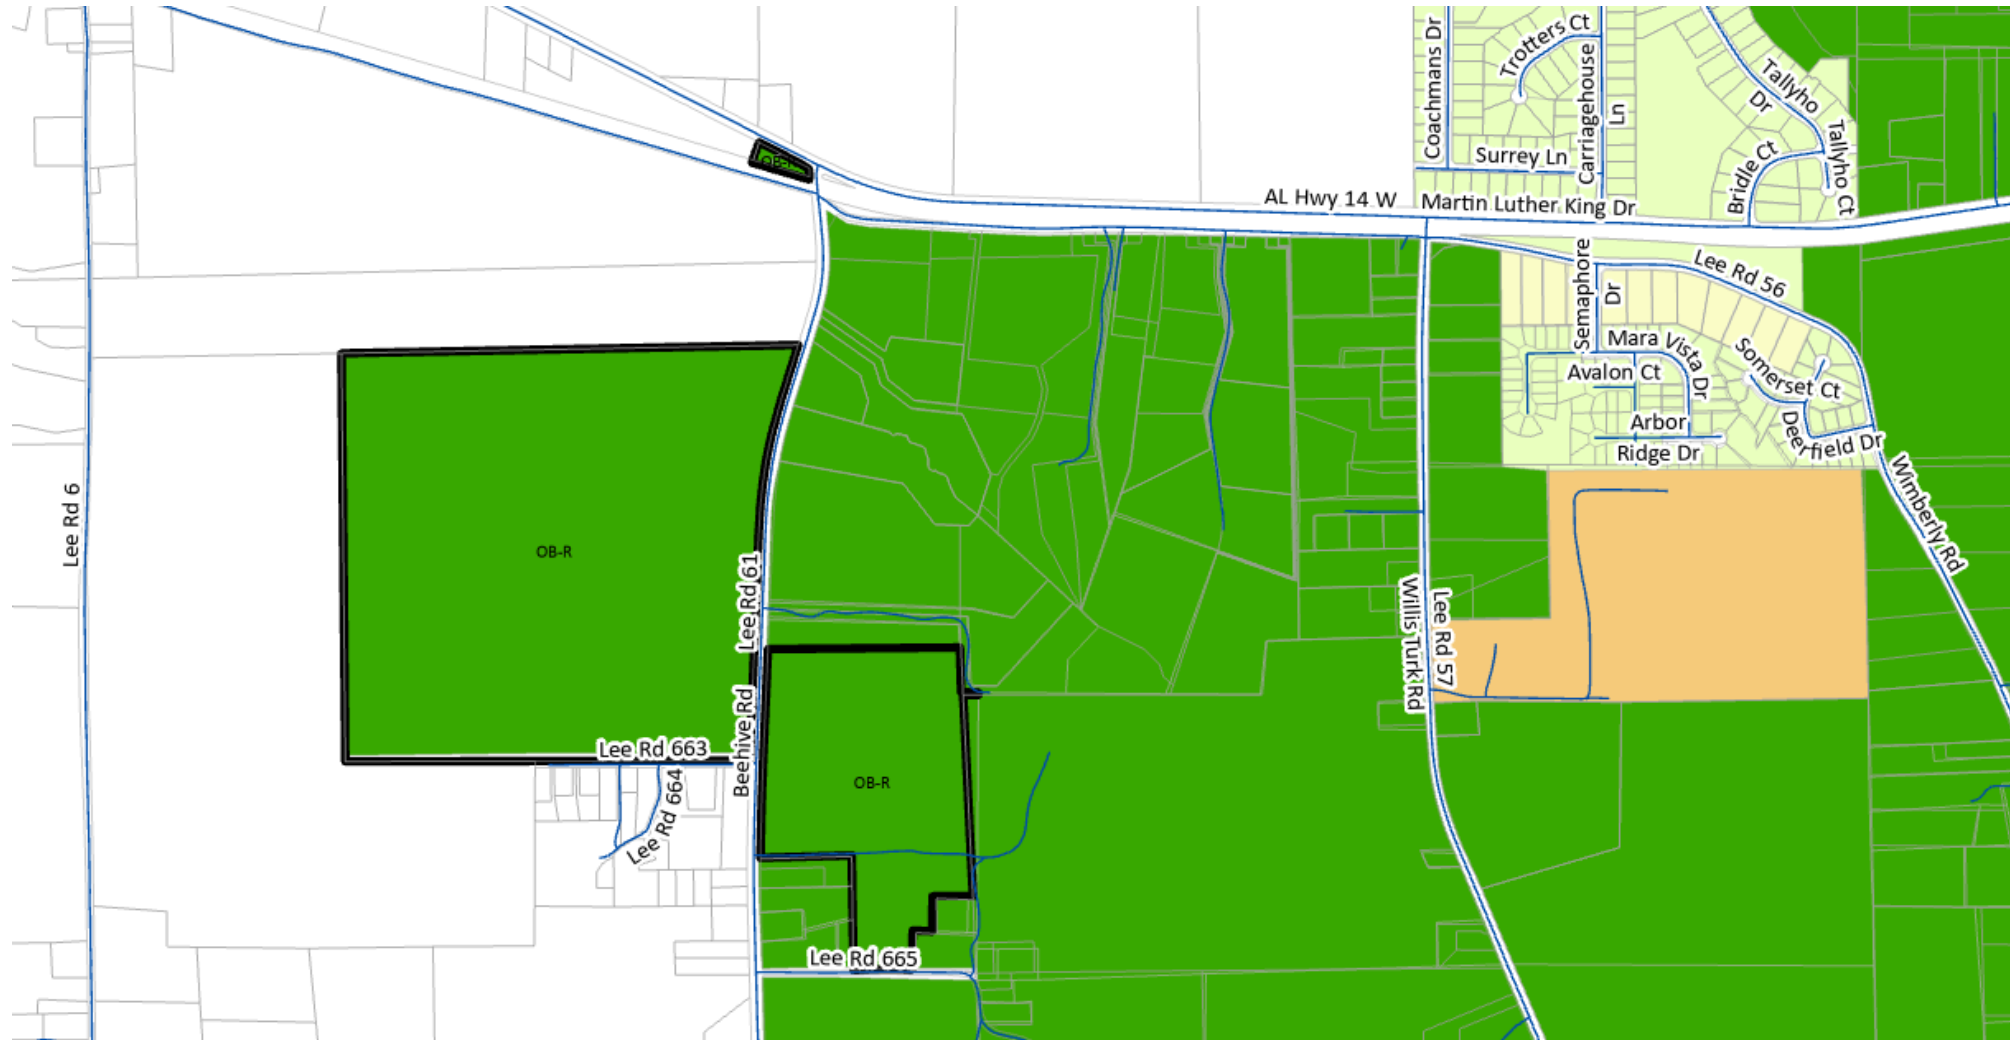 Coachmans Dr
Trotters Ct
Carriagehouse
Ln
Tallyho
Dr
Tallyho Ct
Surrey Ln
Bridle Ct
AL Hwy 14 W
Martin Luther King Dr
Semaphore
Dr
Lee Rd 56
Mara Vista Dr
Avalon Ct
Somerset Ct
Arbor
Ridge Dr
Deerfield Dr
Wimberly Rd
Lee Rd 6
OB-R
Lee Rd 61
Willis Turk Rd
Lee Rd 57
Beehive Rd
Lee Rd 663
Lee Rd 664
OB-R
Lee Rd 665